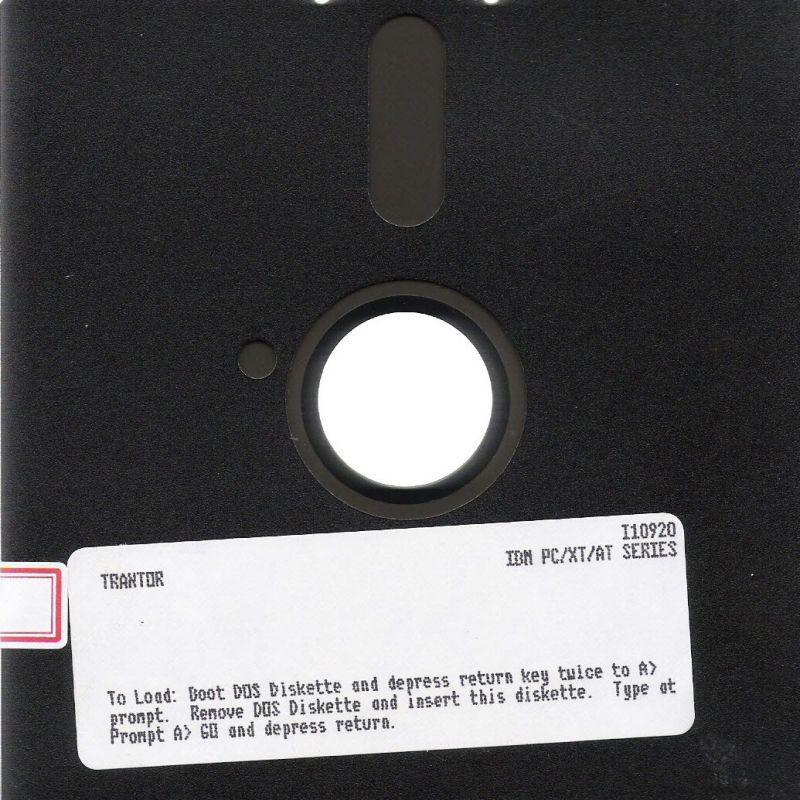 I10920
TRANTOR
IBM PC/XT/AT SERIES
To Load: Boot DOS Diskette and depress return key twice to A>
prompt. Remove DOS Diskette and insert this diskette. Type at
Prompt A> GO and depress return.